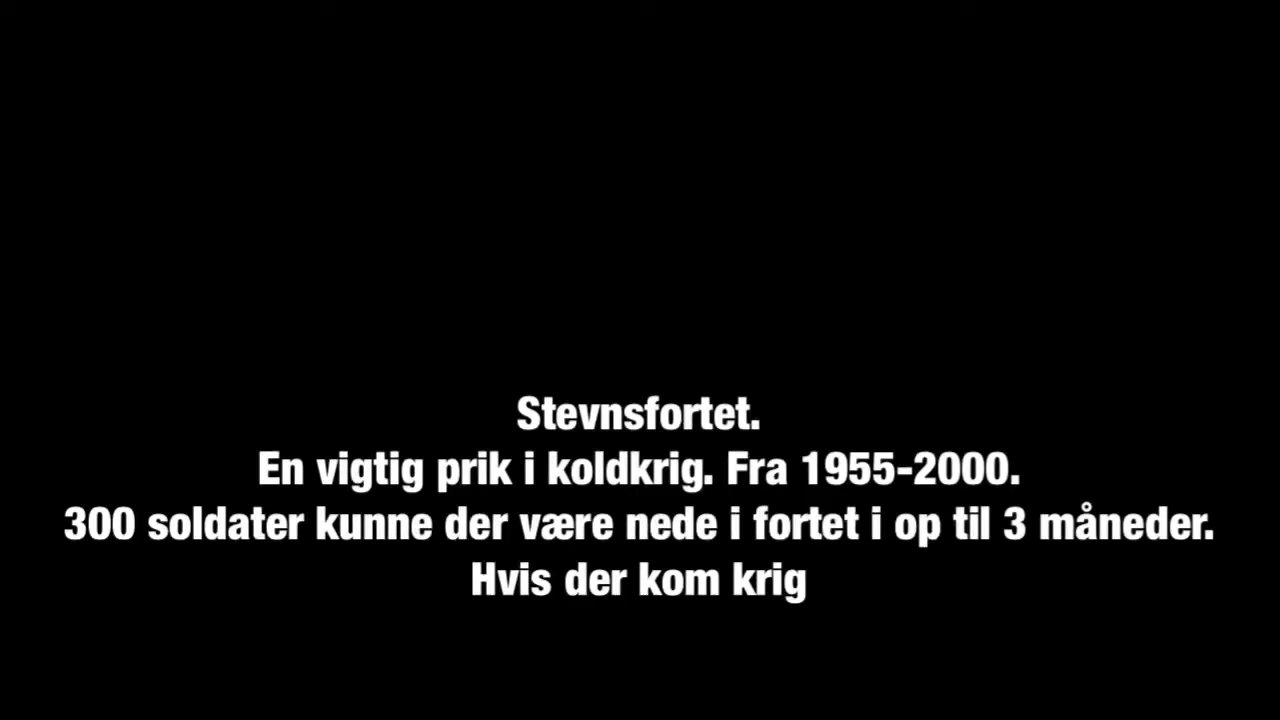 Stevnsfortet.
En vigtig prik i koldkrig. Fra 1955-2000.
300 soldater kunne der være nede i fortet i op til 3 måneder.
Hvis der kom krig